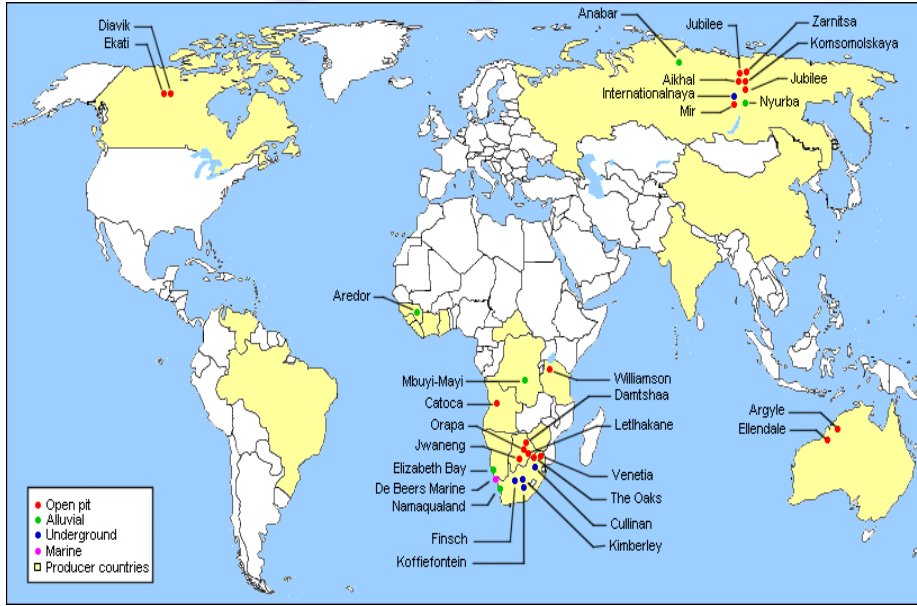 Diavik
Ekati
Anabar
Jubilee
Zarnitsa
Komsomolskaya
Aikhal
Jubilee
Internationalnaya
Nyurba
Mir
Aredor
Mbuyi-Mayi
Williamson
Catoca
Damtshaa
Orapa
Letlhakane
Jwaneng
Elizabeth Bay
Venetia
De Beers Marine
The Oaks
Namaqualand
Cullinan
Finsch
Kimberley
Koffiefontein
Argyle
Ellendale
Open pit
Alluvial
Underground
Marine
Producer countries